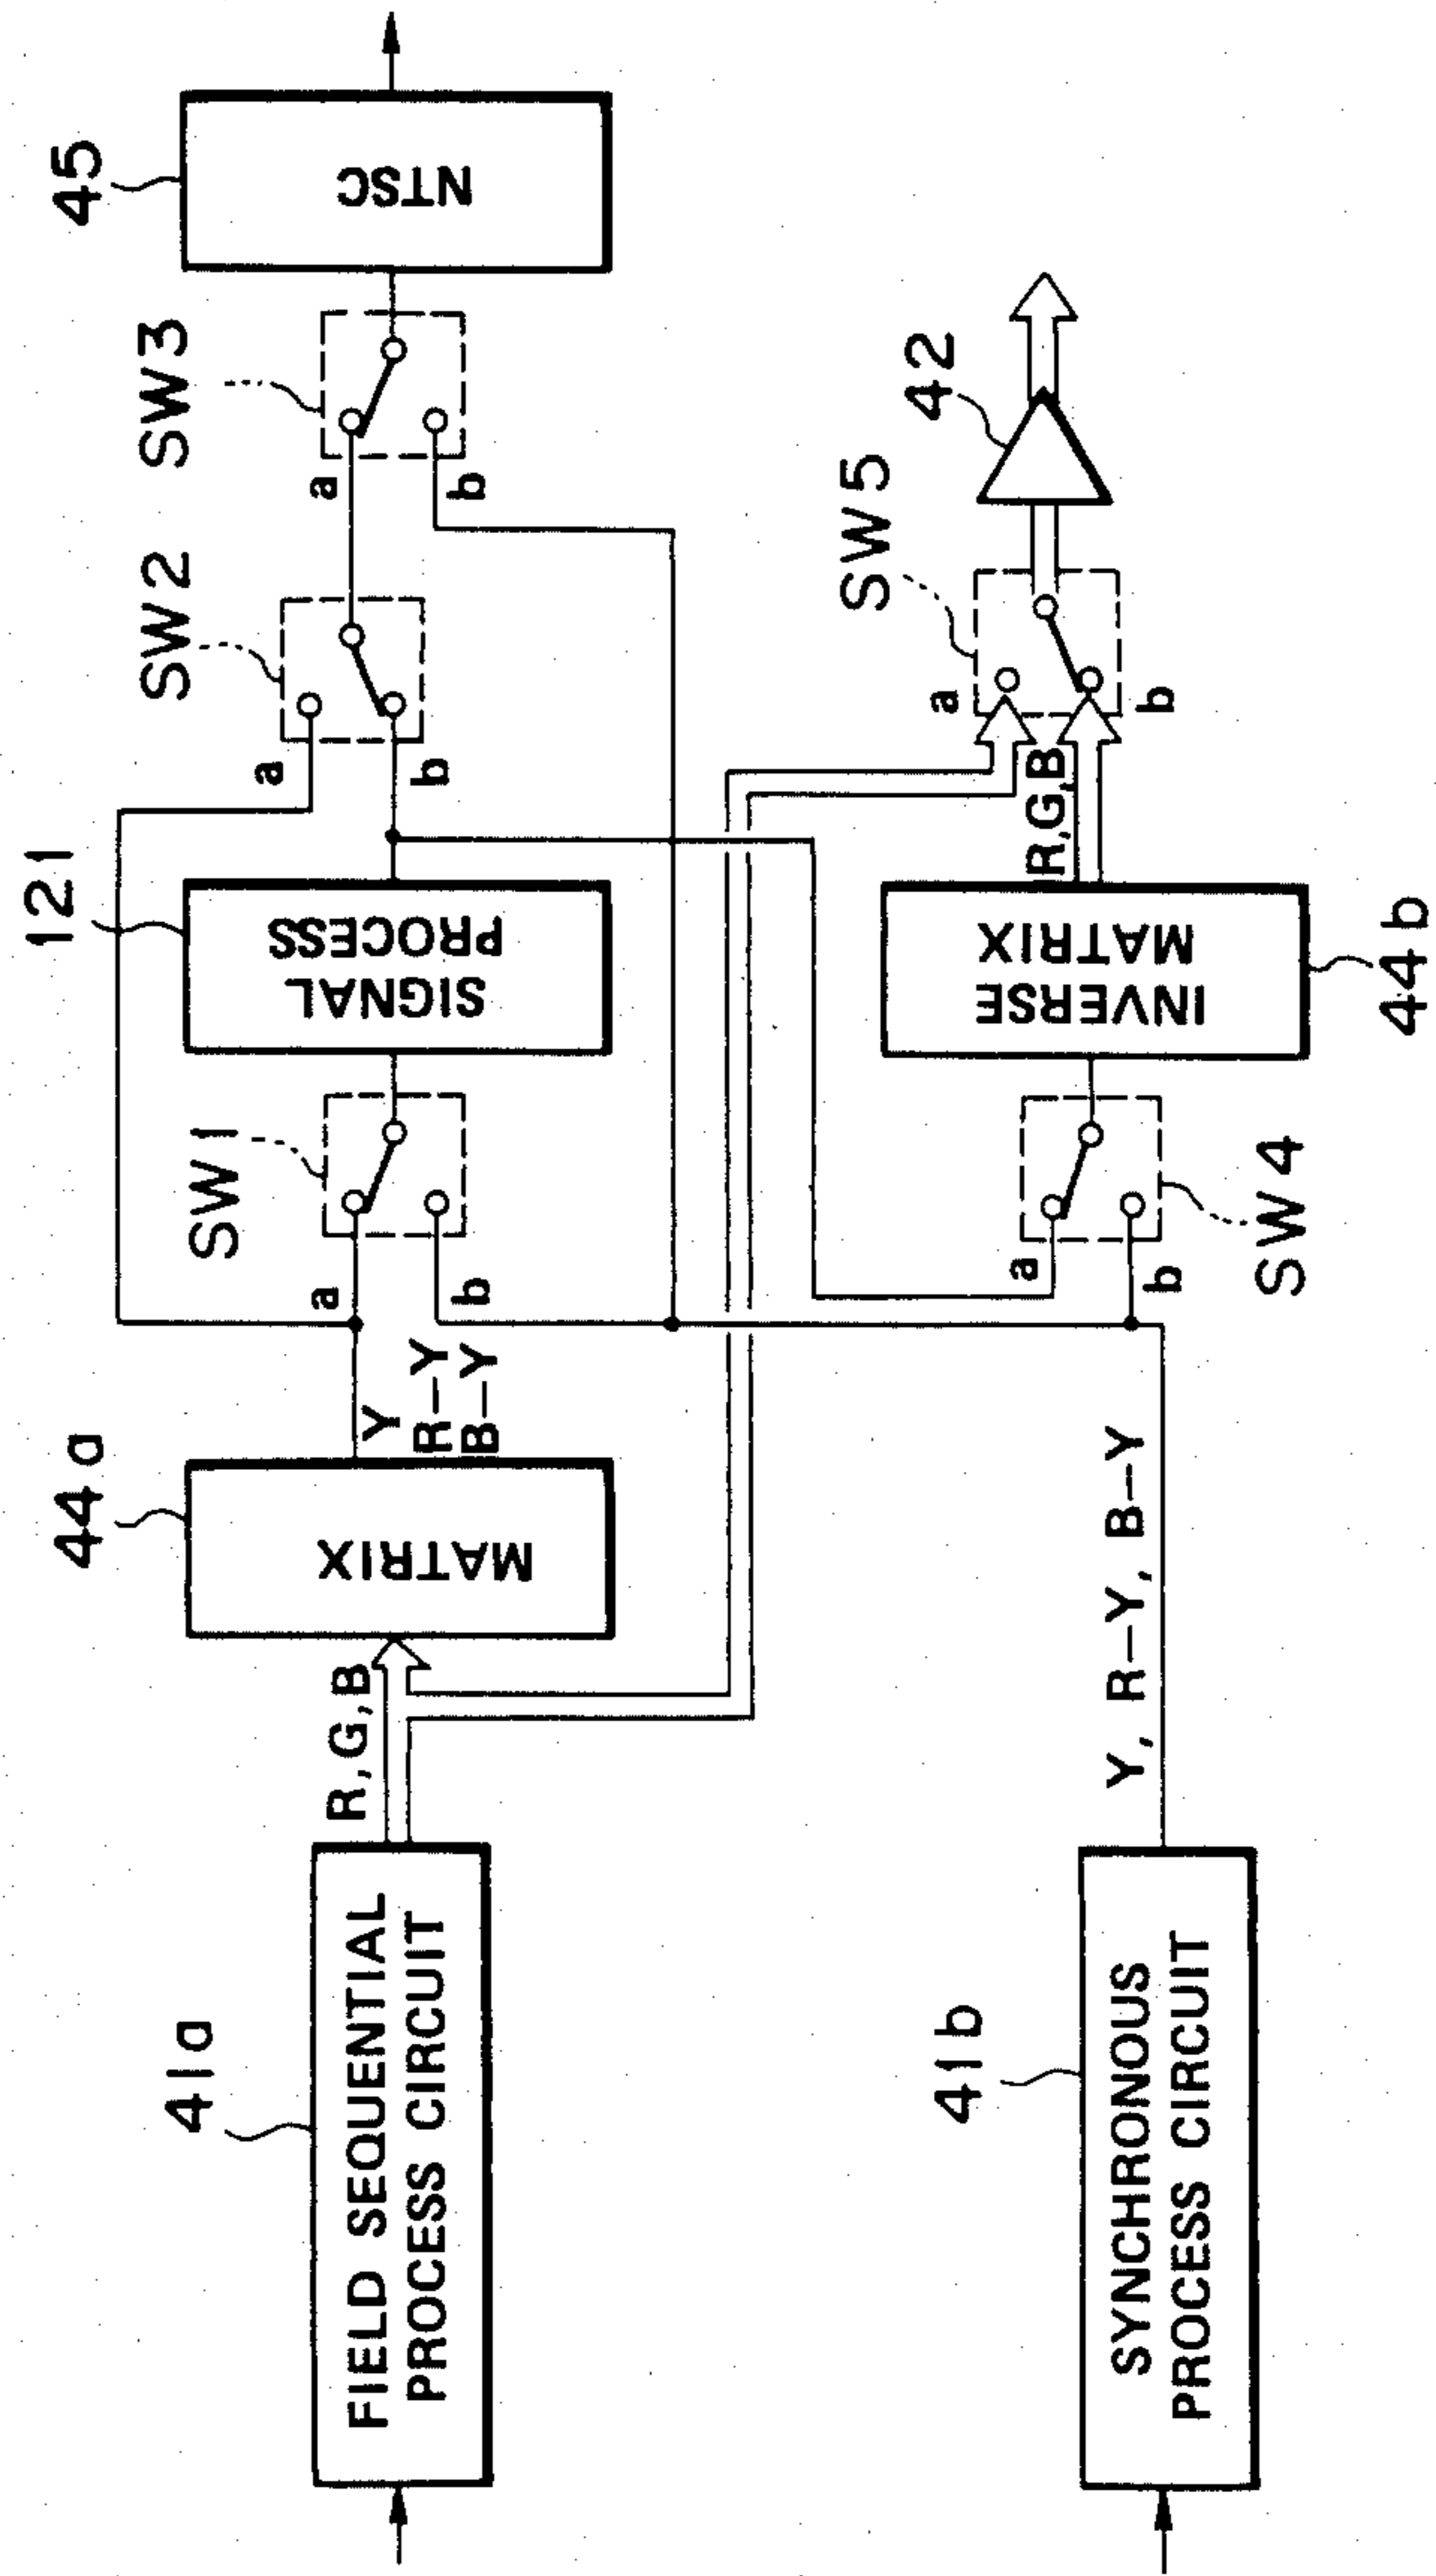 41a
FIELD SEQUENTIAL
PROCESS CIRCUIT
R,G,B
44a
MATRIX
Y
R-Y
B-Y
SW1
a
b
121
SIGNAL
PROCESS
SW2
a
b
SW3
a
b
45
NTSC
41b
SYNCHRONOUS
PROCESS CIRCUIT
Y, R-Y, B-Y
SW4
a
b
44b
INVERSE
MATRIX
R,G,B
SW5
a
b
42